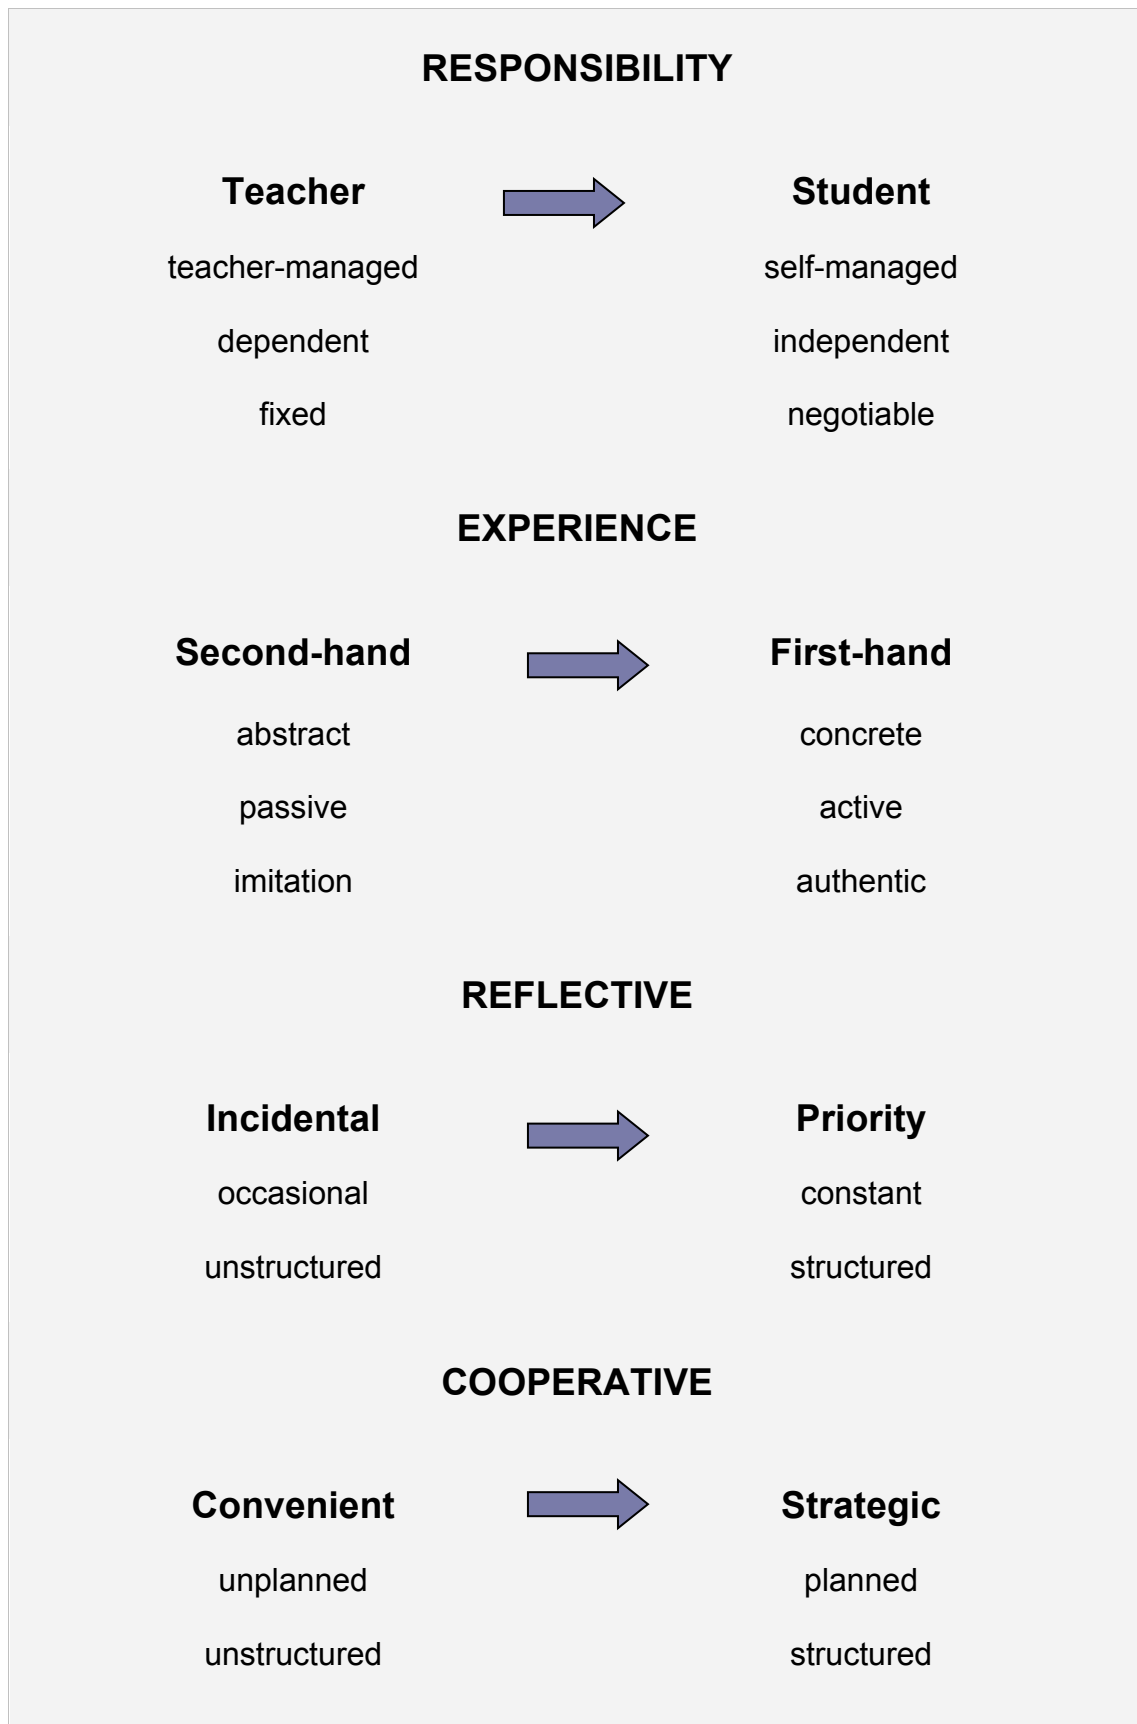 RESPONSIBILITY
Teacher Student
teacher-managed self-managed
dependent independent
fixed negotiable
EXPERIENCE
Second-hand First-hand
abstract concrete
passive active
imitation authentic
REFLECTIVE
Incidental Priority
occasional constant
unstructured structured
COOPERATIVE
Convenient Strategic
unplanned planned
unstructured structured